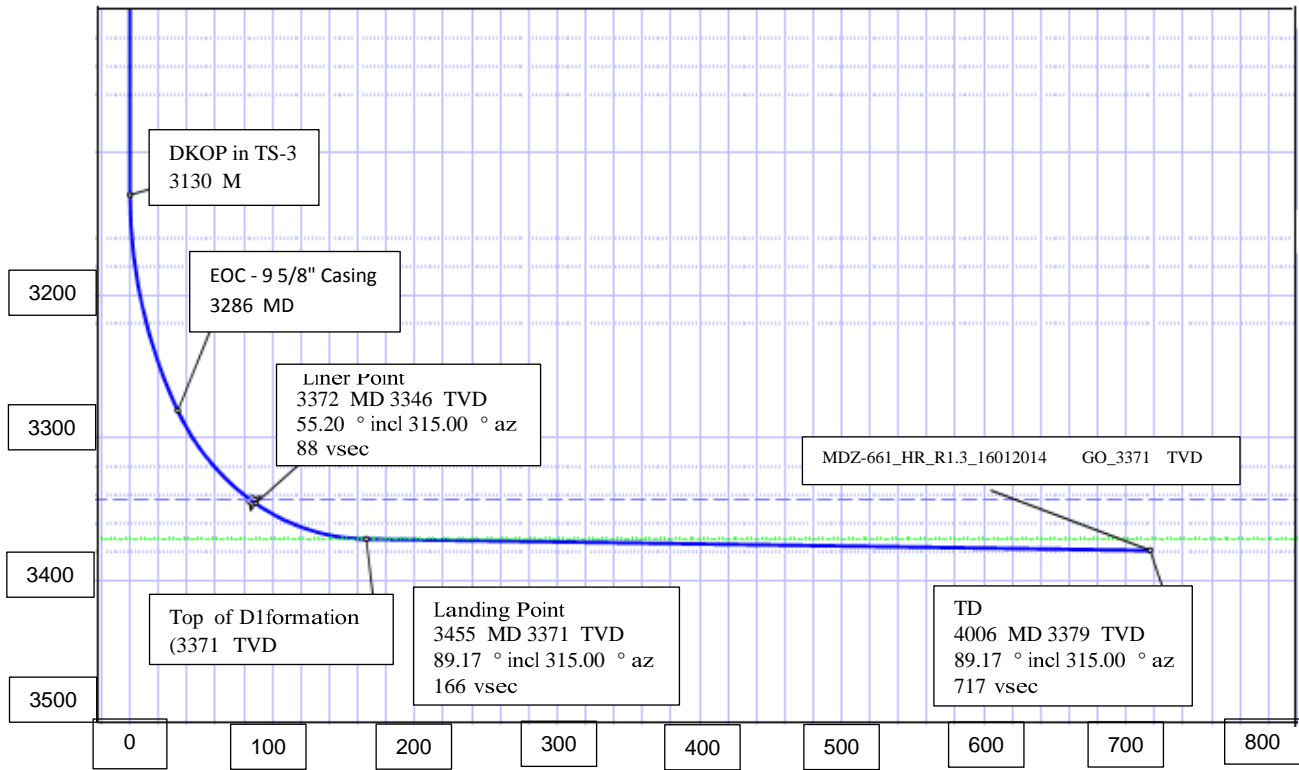 DKOP in TS-3
3130 M
EOC - 9 5/8" Casing
3286 MD
3200
Liner Point
3372 MD 3346 TVD
55.20 ° incl 315.00 ° az
88 vsec
3300
MDZ-661_HR_R1.3_16012014 GO_3371 TVD
3400
Top of D1formation
(3371 TVD
Landing Point
3455 MD 3371 TVD
89.17 ° incl 315.00 ° az
166 vsec
TD
4006 MD 3379 TVD
89.17 ° incl 315.00 ° az
717 vsec
3500
0 100 200 300 400 500 600 700 800